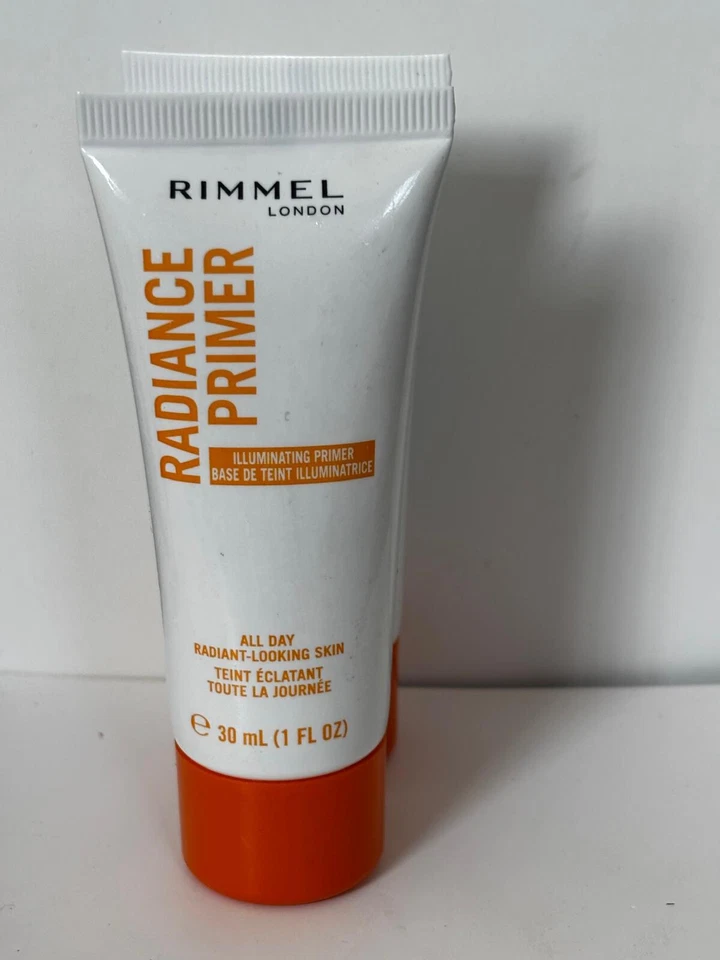 RIMMEL
LONDON
RADIANCE
PRIMER
ILLUMINATING PRIMER
BASE DE TEINT ILLUMINATRICE
ALL DAY
RADIANT-LOOKING SKIN
TEINT ÉCLATANT
TOUTE LA JOURNÉE
℮ 30 mL (1 FL OZ)